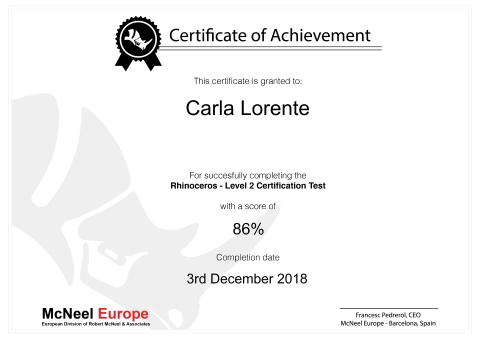 Certificate of Achievement
This certificate is granted to:
Carla Lorente
For succesfully completing the
Rhinoceros - Level 2 Certification Test
with a score of
86%
Completion date
3rd December 2018
McNeel Europe
European Division of Robert McNeel & Associates
Francesc Pedrerol, CEO
McNeel Europe - Barcelona, Spain